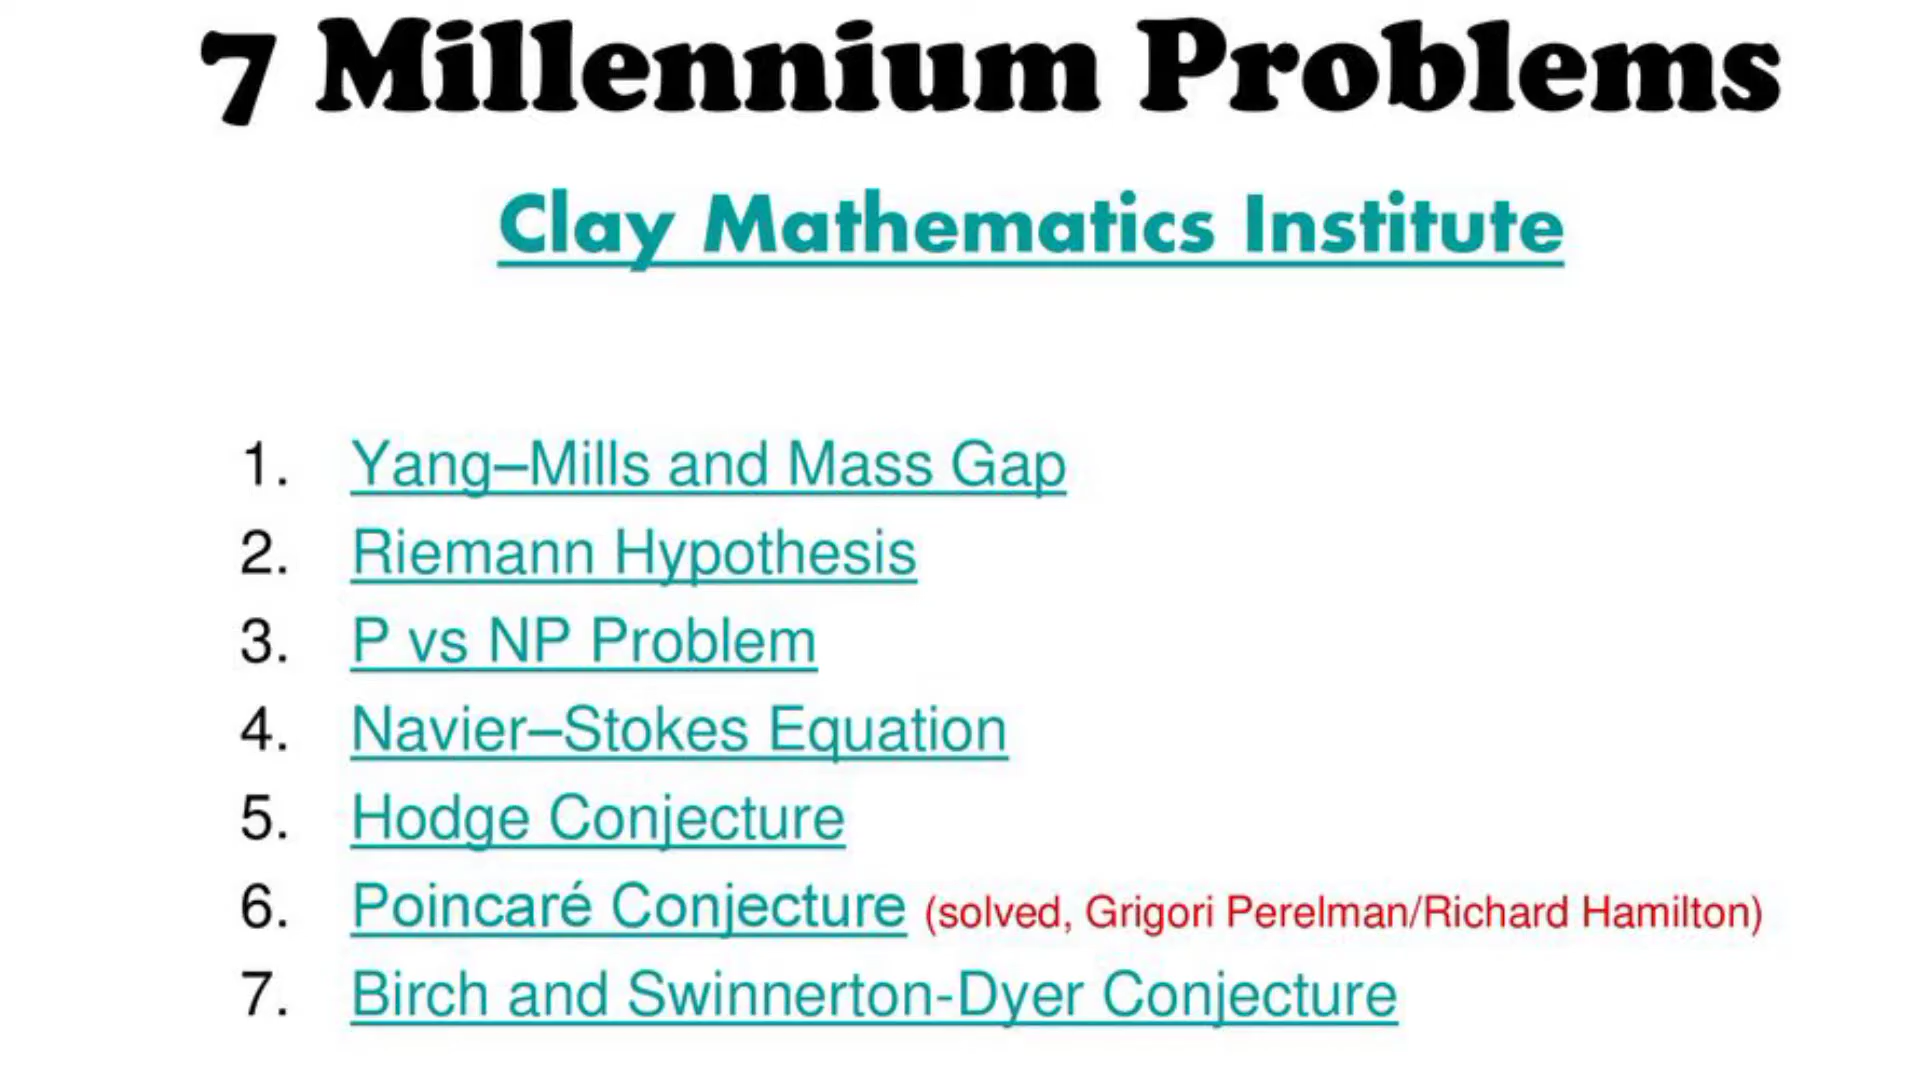 7 Millennium Problems
Clay Mathematics Institute
1. Yang–Mills and Mass Gap
2. Riemann Hypothesis
3. P vs NP Problem
4. Navier–Stokes Equation
5. Hodge Conjecture
6. Poincaré Conjecture (solved, Grigori Perelman/Richard Hamilton)
7. Birch and Swinnerton-Dyer Conjecture